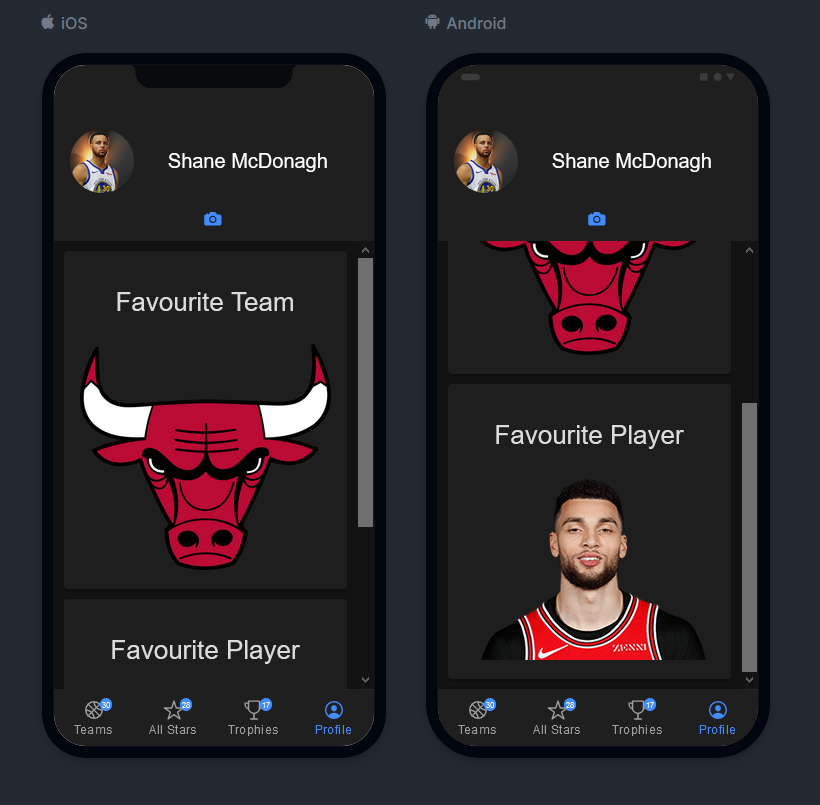 iOS
Shane McDonagh
Favourite Team
Favourite Player
30
28
17
Teams
All Stars
Trophies
Profile
Android
Shane McDonagh
Favourite Player
ZENNI
30
28
17
Teams
All Stars
Trophies
Profile